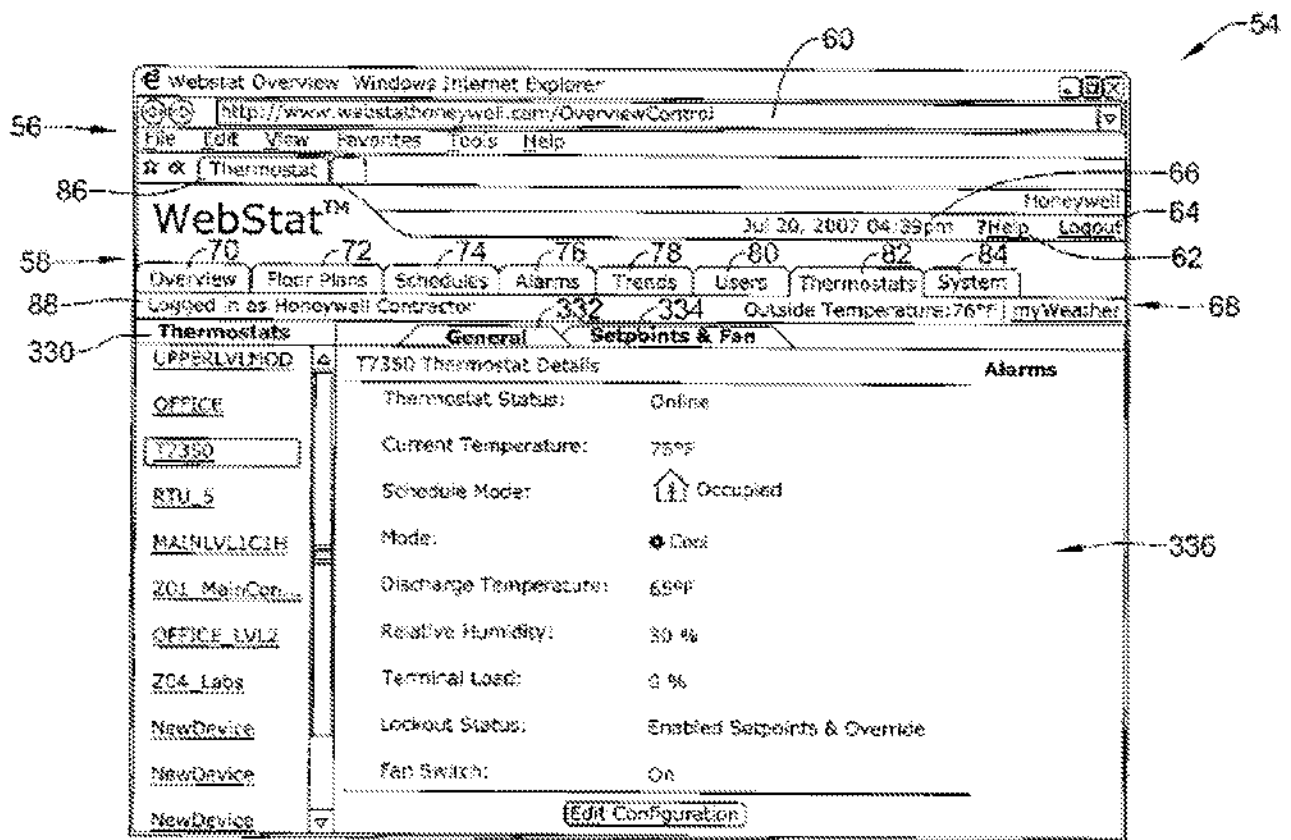 60
54
Webstat Overview Windows Internet Explorer
http://www.webstathoneywell.com/OverviewControl
56
File Edit View Favorites Tools Help
Thermostat
86
66
Honeywell
WebStat™
64
Jul 20, 2007 04:39pm ?Help Logout
58
70 72 74 76 78 80 82 84
62
Overview Floor Plans Schedules Alarms Trends Users Thermostats System
88
Logged in as Honeywell Contractor
332 334
Outside Temperature:76°F | myWeather
68
330
Thermostats
General Setpoints & Fan
UPPERLVLMOD
T7350 Thermostat Details
Alarms
OFFICE
Thermostat Status: Online
T7350
Current Temperature: 75°F
RTU_5
Schedule Mode: Occupied
MAINLVL1C1H
Mode: Cool
336
Z01_MainCon...
Discharge Temperature:
OFFICE_LVL2
Relative Humidity: 30 %
Z04_Labs
Terminal Load: 0 %
NewDevice
Lockout Status: Enabled Setpoints & Override
NewDevice
Fan Switch: On
NewDevice
Edit Configuration